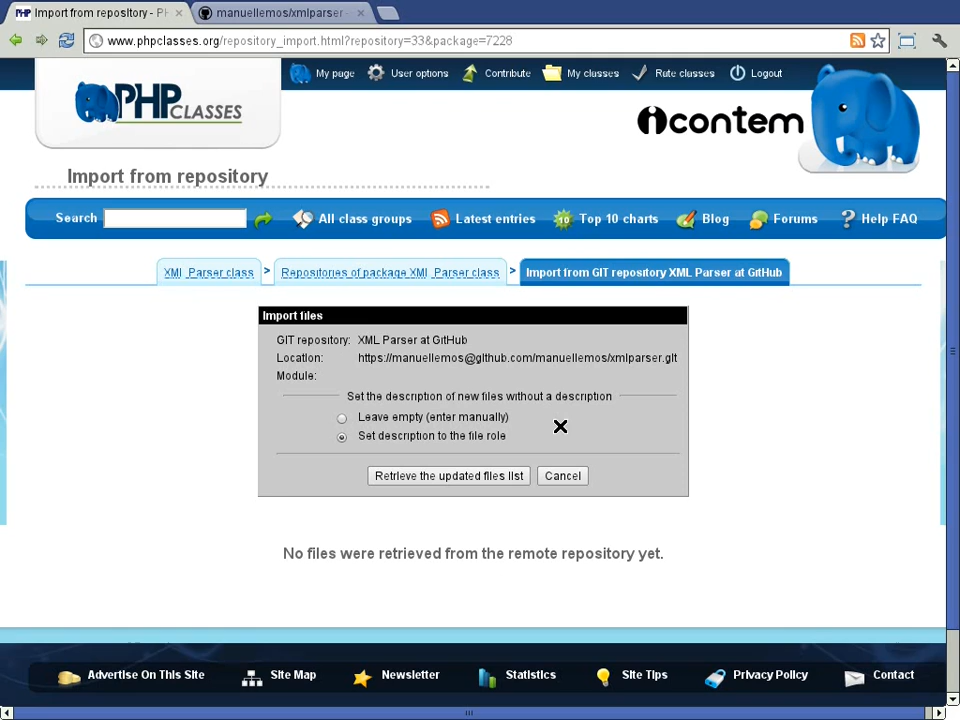 PHP Import from repository - PH
manuellemos/xmlparser -
www.phpclasses.org/repository_import.html?repository=33&package=7228
My page User options Contribute My classes Rate classes Logout
PHP CLASSES
icontem
Import from repository
Search All class groups Latest entries 10 Top 10 charts Blog Forums ? Help FAQ
XML Parser class > Repositories of package XML Parser class > Import from GIT repository XML Parser at GitHub
Import files
GIT repository: XML Parser at GitHub
Location: https://manuellemos@github.com/manuellemos/xmlparser.git
Module:
Set the description of new files without a description
Leave empty (enter manually)
Set description to the file role
Retrieve the updated files list Cancel
No files were retrieved from the remote repository yet.
Advertise On This Site Site Map Newsletter Statistics Site Tips Privacy Policy Contact